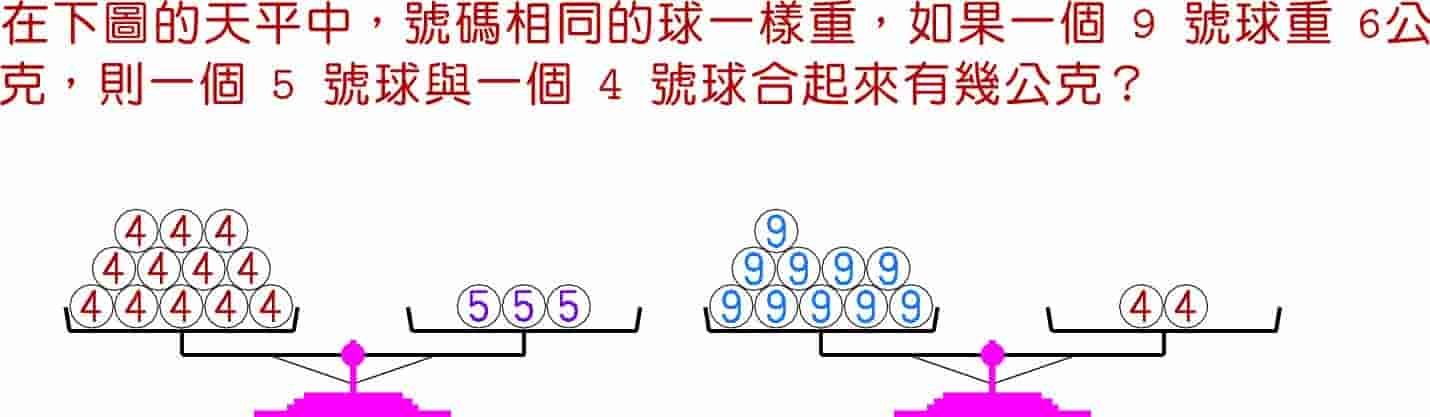 在下圖的天平中，號碼相同的球一樣重，如果一個 9 號球重 6公
克，則一個 5 號球與一個 4 號球合起來有幾公克？
4 4 4 9
4 4 4 4 9 9 9 9
4 4 4 4 4 5 5 5 9 9 9 9 9 4 4